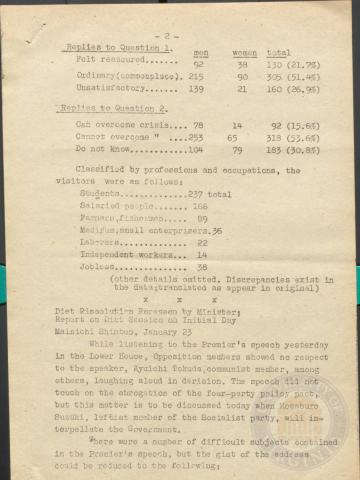 - 2 -
Replies to Question 1. men women total
Felt reassured....... 92 38 130 (21.7%)
Ordinary(commonplace). 215 90 305 (51.4%)
Unsatisfactory....... 139 21 160 (26.9%)
Replies to Question 2.
Can overcome crisis.... 78 14 92 (15.6%)
Cannot overcome " .... 253 65 318 (53.6%)
Do not know...........104 79 183 (30.8%)
Classified by professions and occupations, the
visitors were as follows:
Students............237 total
Salaried people...... 166
Farmers,fishermen..... 89
Medium,small enterprises.36
Laborers............. 22
Independent workers... 14
Jobless.............. 38
(other details omitted. Discrepancies exist in
the data;translated as appear in original)
x x x
Diet Dissolution Foreseen by Minister;
Report on Diet Session on Initial Day
Mainichi Shinbun, January 23
While listening to the Premier's speech yesterday
in the Lower House, Opposition members showed no respect
to the speaker, Kyuichi Tokuda,communist member, among
others, laughing aloud in derision. The speech did not
touch on the abrogation of the four-party policy pact,
but this matter is to be discussed today when Mosaburo
Suzuki, leftist member of the Socialist party, will in-
terpellate the Government.
There were a number of difficult subjects contained
in the Premier's speech, but the gist of the address
could be reduced to the following: